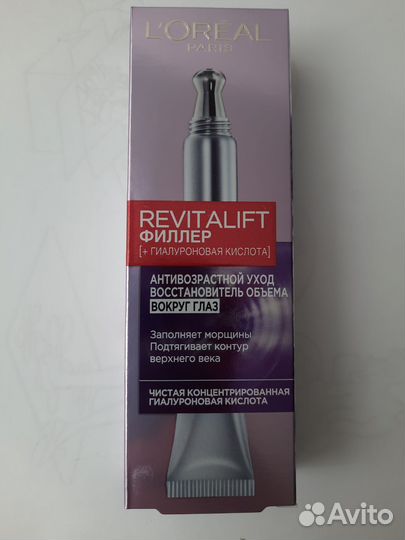 L'ORÉAL
PARIS
REVITALIFT
ФИЛЛЕР
[+ ГИАЛУРОНОВАЯ КИСЛОТА]
АНТИВОЗРАСТНОЙ УХОД
ВОССТАНОВИТЕЛЬ ОБЪЕМА
ВОКРУГ ГЛАЗ
Заполняет морщины
Подтягивает контур
верхнего века
ЧИСТАЯ КОНЦЕНТРИРОВАННАЯ
ГИАЛУРОНОВАЯ КИСЛОТА
Avito